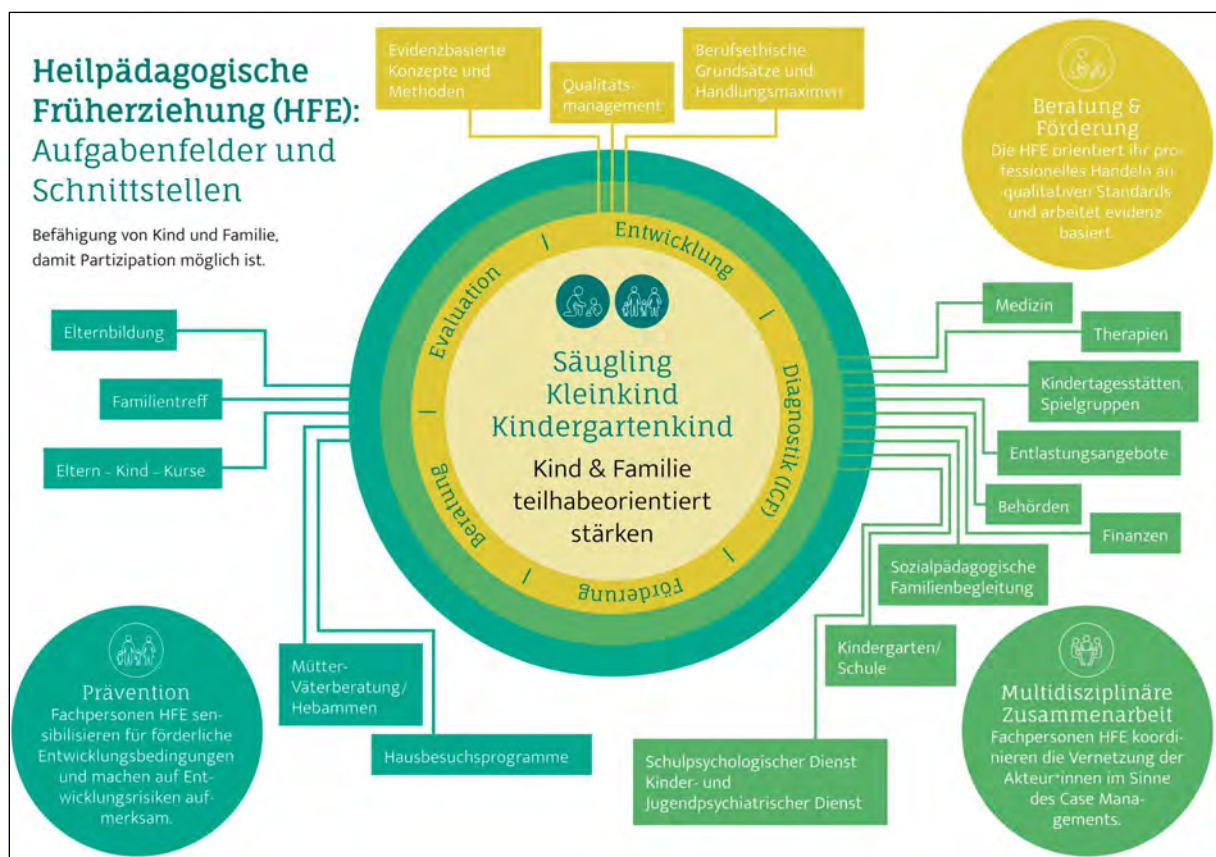 Heilpädagogische
Früherziehung (HFE):
Aufgabenfelder und
Schnittstellen
Befähigung von Kind und Familie,
damit Partizipation möglich ist.
Evidenzbasierte
Konzepte und
Methoden
Qualitäts-
management
Berufsethische
Grundsätze und
Handlungsmaximen
Beratung &
Förderung
Die HFE orientiert ihr pro-
fessionelles Handeln an
qualitativen Standards
und arbeitet evidenz-
basiert.
Elternbildung
Familientreff
Eltern – Kind – Kurse
Evaluation
Entwicklung
Diagnostik (ICF)
Förderung
Beratung
Säugling
Kleinkind
Kindergartenkind
Kind & Familie
teilhabeorientiert
stärken
Medizin
Therapien
Kindertagesstätten,
Spielgruppen
Entlastungsangebote
Behörden
Finanzen
Sozialpädagogische
Familienbegleitung
Kindergarten/
Schule
Schulpsychologischer Dienst
Kinder- und
Jugendpsychiatrischer Dienst
Mütter-
Väterberatung/
Hebammen
Hausbesuchsprogramme
Prävention
Fachpersonen HFE sen-
sibilisieren für förderliche
Entwicklungsbedingungen
und machen auf Ent-
wicklungsrisiken auf-
merksam.
Multidisziplinäre
Zusammenarbeit
Fachpersonen HFE koordi-
nieren die Vernetzung der
Akteur*innen im Sinne
des Case Mana-
gements.